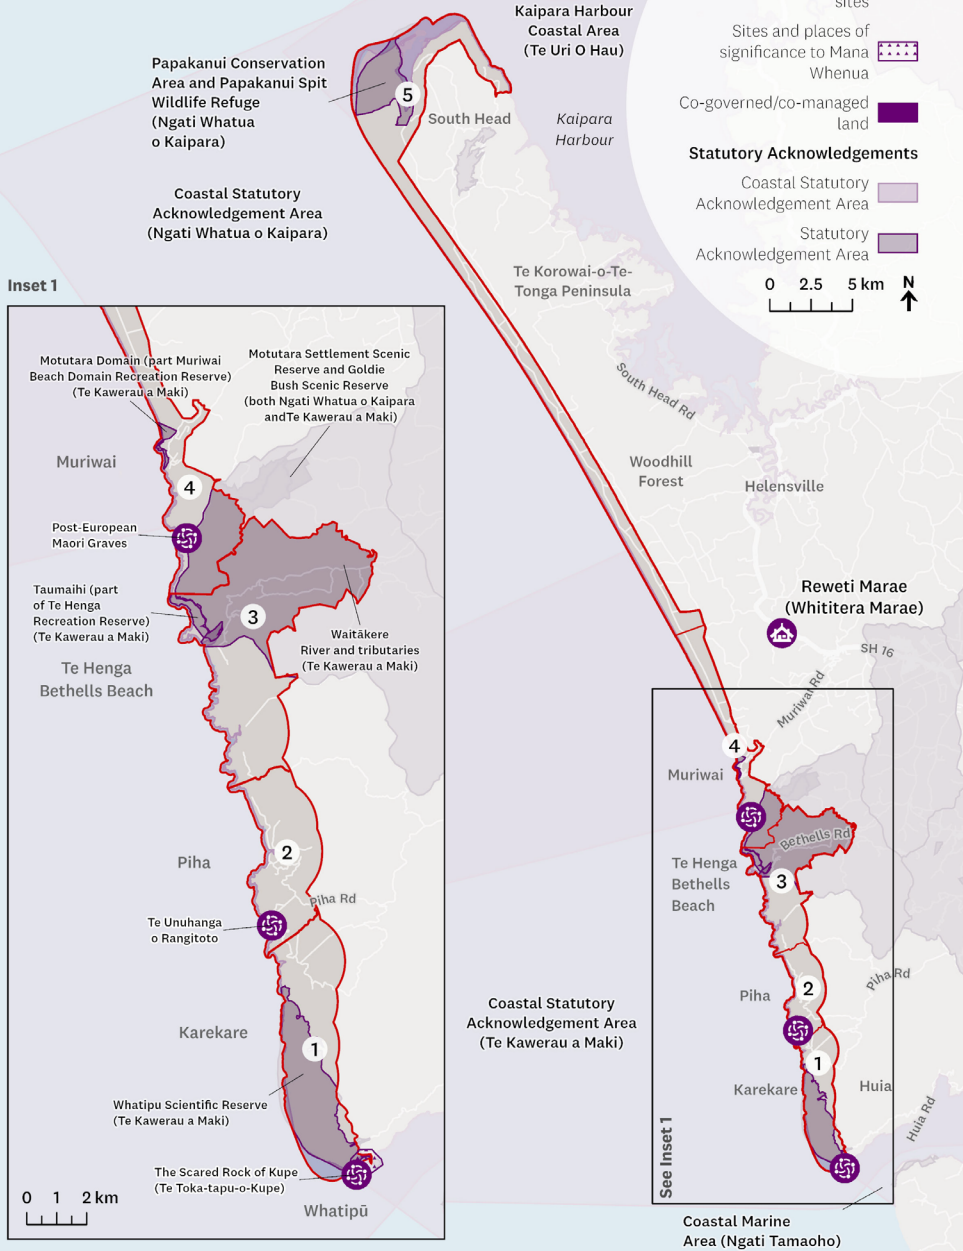 sites
Sites and places of
significance to Mana
Whenua
Co-governed/co-managed
land
Statutory Acknowledgements
Coastal Statutory
Acknowledgement Area
Statutory
Acknowledgement Area
0 2.5 5 km
N
Kaipara Harbour
Coastal Area
(Te Uri O Hau)
Papakanui Conservation
Area and Papakanui Spit
Wildlife Refuge
(Ngati Whatua
o Kaipara)
5
South Head
Kaipara
Harbour
Coastal Statutory
Acknowledgement Area
(Ngati Whatua o Kaipara)
Te Korowai-o-Te-
Tonga Peninsula
South Head Rd
Woodhill
Forest
Helensville
Reweti Marae
(Whititera Marae)
SH 16
Muriwai Rd
4
Muriwai
Bethells Rd
Te Henga
Bethells
Beach
3
Piha Rd
Piha
2
1
Karekare
Huia
Huia Rd
See Inset 1
Coastal Marine
Area (Ngati Tamaoho)
Coastal Statutory
Acknowledgement Area
(Te Kawerau a Maki)
Inset 1
Motutara Domain (part Muriwai
Beach Domain Recreation Reserve)
(Te Kawerau a Maki)
Motutara Settlement Scenic
Reserve and Goldie
Bush Scenic Reserve
(both Ngati Whatua o Kaipara
andTe Kawerau a Maki)
Muriwai
4
Post-European
Maori Graves
Taumaihi (part
of Te Henga
Recreation Reserve)
(Te Kawerau a Maki)
3
Waitākere
River and tributaries
(Te Kawerau a Maki)
Te Henga
Bethells Beach
2
Piha
Piha Rd
Te Unuhanga
o Rangitoto
Karekare
1
Whatipu Scientific Reserve
(Te Kawerau a Maki)
The Scared Rock of Kupe
(Te Toka-tapu-o-Kupe)
0 1 2 km
Whatipū